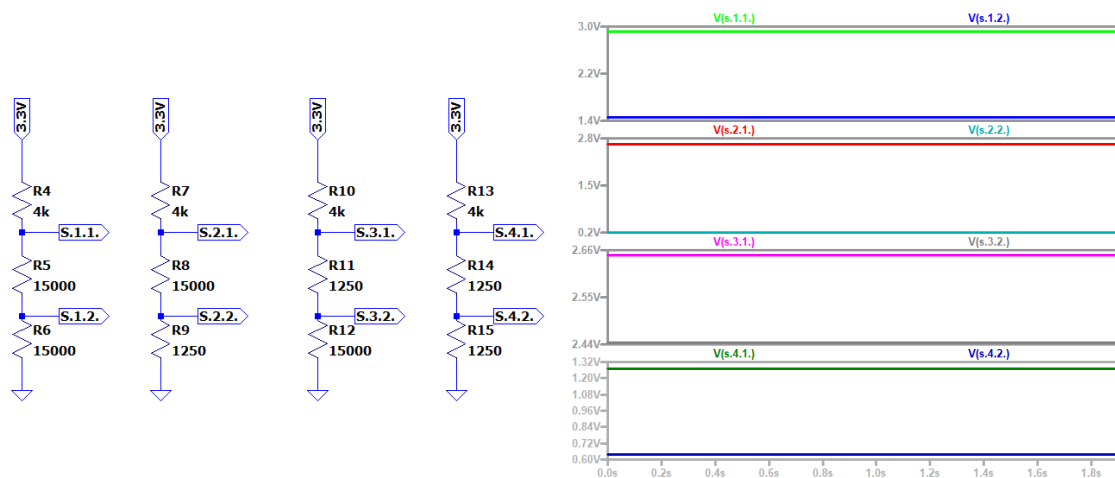 3.3V 3.3V 3.3V 3.3V
R4 R7 R10 R13
4k 4k 4k 4k
S.1.1. S.2.1. S.3.1. S.4.1.
R5 R8 R11 R14
15000 15000 1250 1250
S.1.2. S.2.2. S.3.2. S.4.2.
R6 R9 R12 R15
15000 1250 15000 1250
V(s.1.1.) V(s.1.2.)
3.0V
2.2V
1.4V
V(s.2.1.) V(s.2.2.)
2.8V
1.5V
0.2V
V(s.3.1.) V(s.3.2.)
2.66V
2.55V
2.44V
V(s.4.1.) V(s.4.2.)
1.32V
1.20V
1.08V
0.96V
0.84V
0.72V
0.60V
0.0s 0.2s 0.4s 0.6s 0.8s 1.0s 1.2s 1.4s 1.6s 1.8s